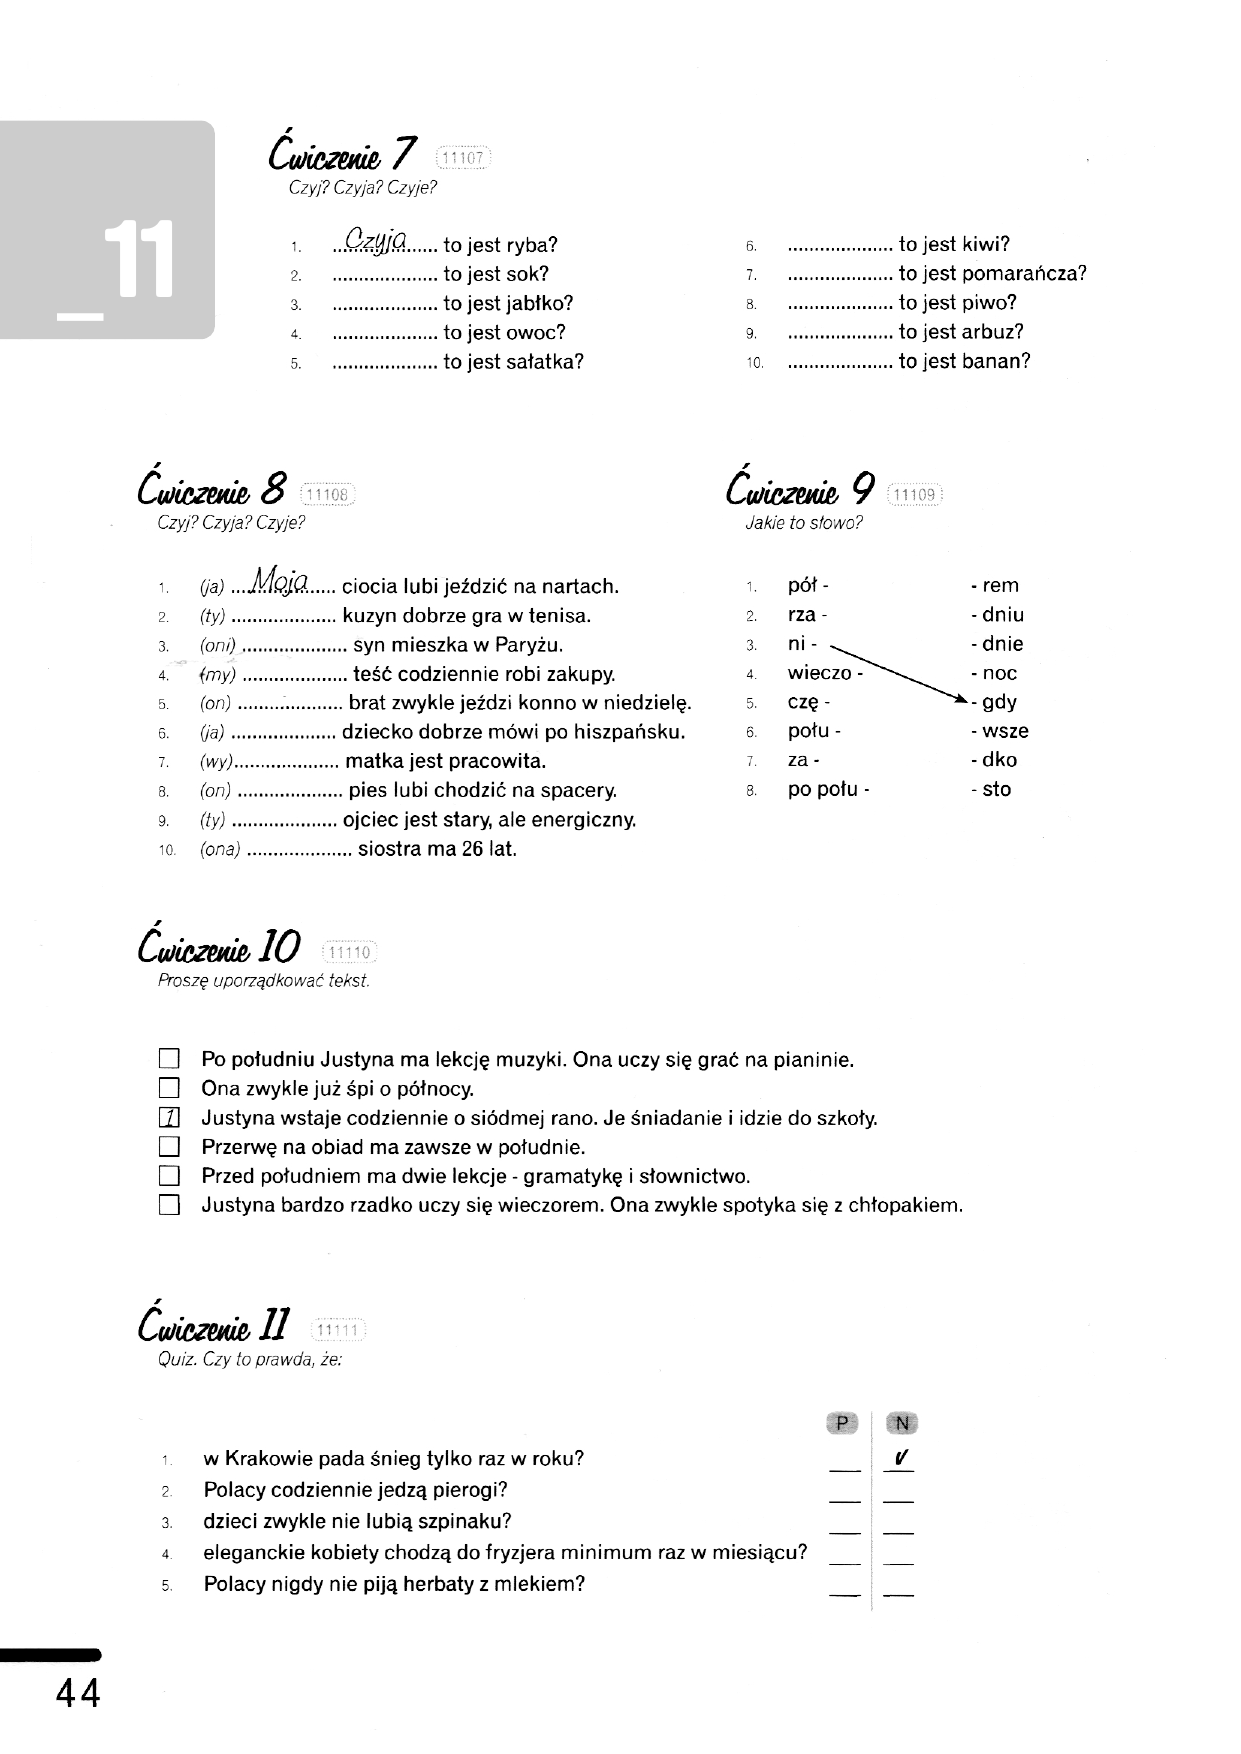 _11
Ćwiczenie 7 11107
Czyj? Czyja? Czyje?
1. ...Czyja...... to jest ryba?
2. .................... to jest sok?
3. .................... to jest jabłko?
4. .................... to jest owoc?
5. .................... to jest sałatka?
6. .................... to jest kiwi?
7. .................... to jest pomarańcza?
8. .................... to jest piwo?
9. .................... to jest arbuz?
10. .................... to jest banan?
Ćwiczenie 8 11108
Czyj? Czyja? Czyje?
1. (ja) ...Moja...... ciocia lubi jeździć na nartach.
2. (ty) .................... kuzyn dobrze gra w tenisa.
3. (oni) .................... syn mieszka w Paryżu.
4. (my) .................... teść codziennie robi zakupy.
5. (on) .................... brat zwykle jeździ konno w niedzielę.
6. (ja) .................... dziecko dobrze mówi po hiszpańsku.
7. (wy).................... matka jest pracowita.
8. (on) .................... pies lubi chodzić na spacery.
9. (ty) .................... ojciec jest stary, ale energiczny.
10. (ona) .................... siostra ma 26 lat.
Ćwiczenie 9 11109
Jakie to słowo?
1. pół - - rem
2. rza - - dniu
3. ni - - dnie
4. wieczo - - noc
5. czę - - gdy
6. połu - - wsze
7. za - - dko
8. po połu - - sto
Ćwiczenie 10 11110
Proszę uporządkować tekst.
Po południu Justyna ma lekcję muzyki. Ona uczy się grać na pianinie.
Ona zwykle już śpi o północy.
1 Justyna wstaje codziennie o siódmej rano. Je śniadanie i idzie do szkoły.
Przerwę na obiad ma zawsze w południe.
Przed południem ma dwie lekcje - gramatykę i słownictwo.
Justyna bardzo rzadko uczy się wieczorem. Ona zwykle spotyka się z chłopakiem.
Ćwiczenie 11 11111
Quiz. Czy to prawda, że:
P N
1. w Krakowie pada śnieg tylko raz w roku? __ ✓
2. Polacy codziennie jedzą pierogi? __ __
3. dzieci zwykle nie lubią szpinaku? __ __
4. eleganckie kobiety chodzą do fryzjera minimum raz w miesiącu? __ __
5. Polacy nigdy nie piją herbaty z mlekiem? __ __
44